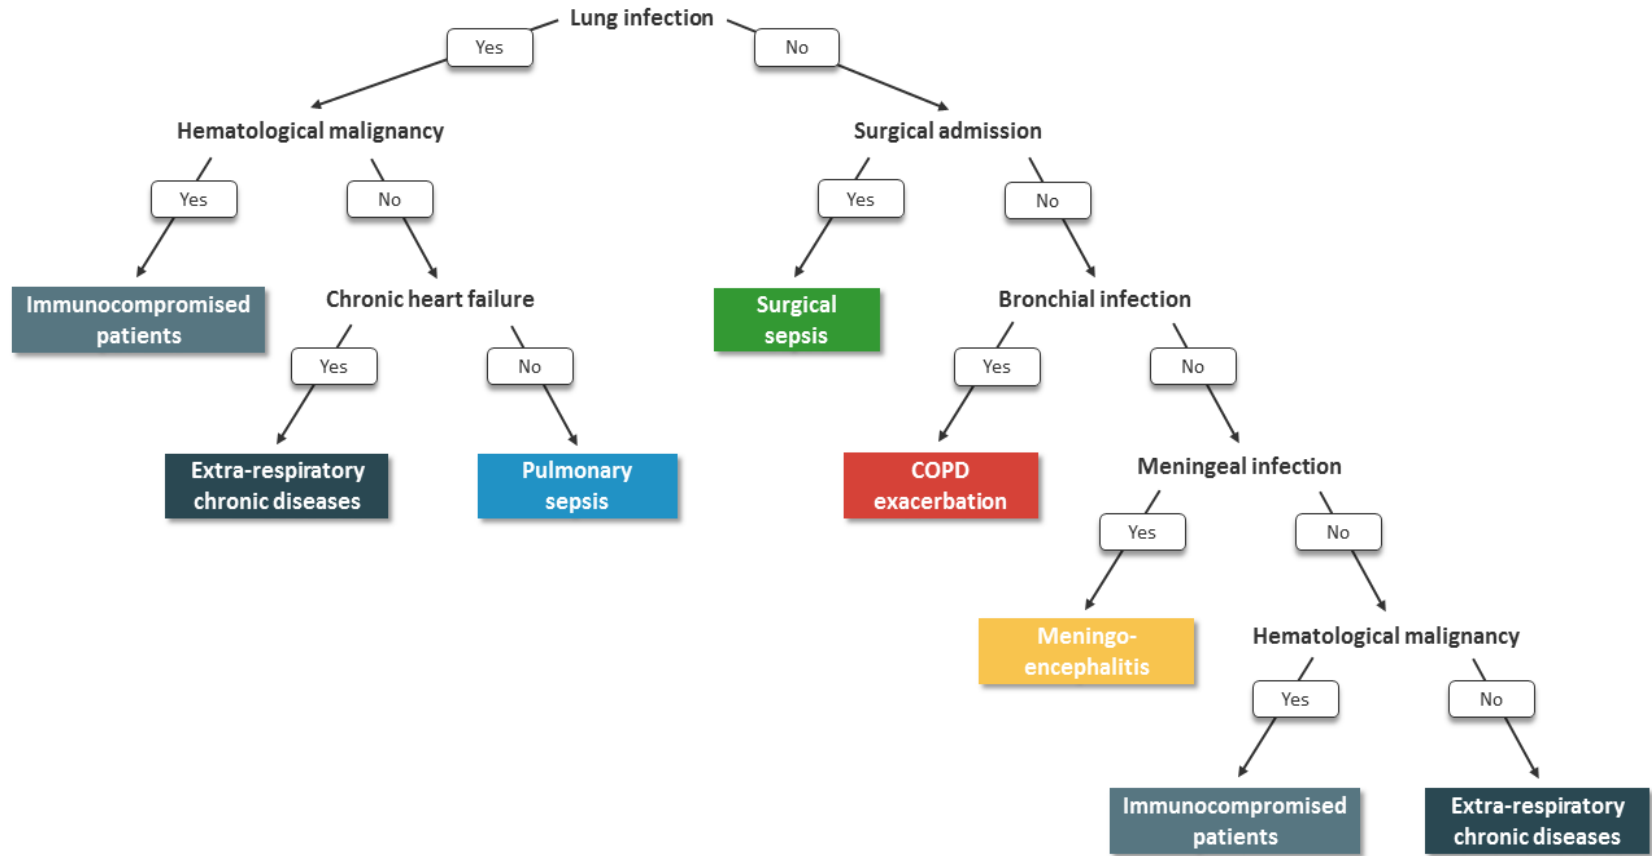 Lung infection
Yes
No
Hematological malignancy
Surgical admission
Yes
No
Yes
No
Immunocompromised
patients
Chronic heart failure
Surgical
sepsis
Bronchial infection
Yes
No
Yes
No
Extra-respiratory
chronic diseases
Pulmonary
sepsis
COPD
exacerbation
Meningeal infection
Yes
No
Meningo-
encephalitis
Hematological malignancy
Yes
No
Immunocompromised
patients
Extra-respiratory
chronic diseases